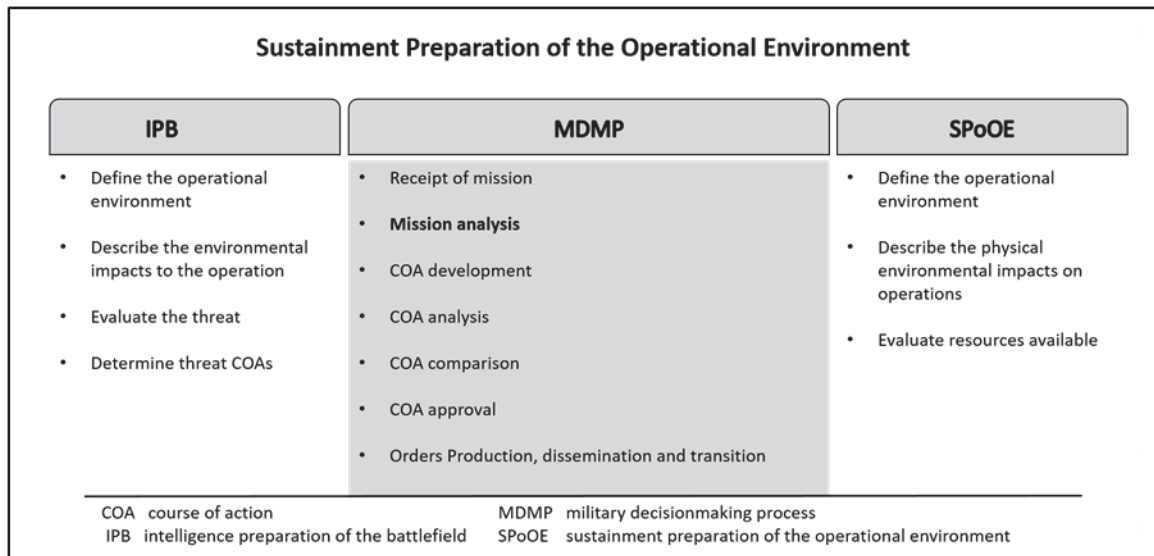 Sustainment Preparation of the Operational Environment
IPB
• Define the operational
environment
• Describe the environmental
impacts to the operation
• Evaluate the threat
• Determine threat COAs
MDMP
• Receipt of mission
• Mission analysis
• COA development
• COA analysis
• COA comparison
• COA approval
• Orders Production, dissemination and transition
SPoOE
• Define the operational
environment
• Describe the physical
environmental impacts on
operations
• Evaluate resources available
COA course of action
IPB intelligence preparation of the battlefield
MDMP military decisionmaking process
SPoOE sustainment preparation of the operational environment